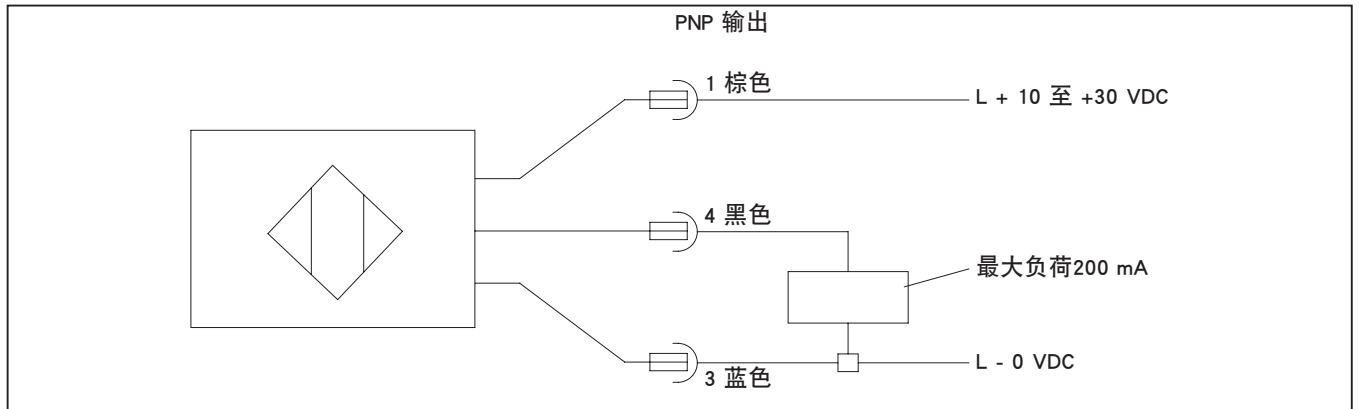 PNP 输出
1 棕色
L + 10 至 +30 VDC
4 黑色
最大负荷200 mA
L - 0 VDC
3 蓝色